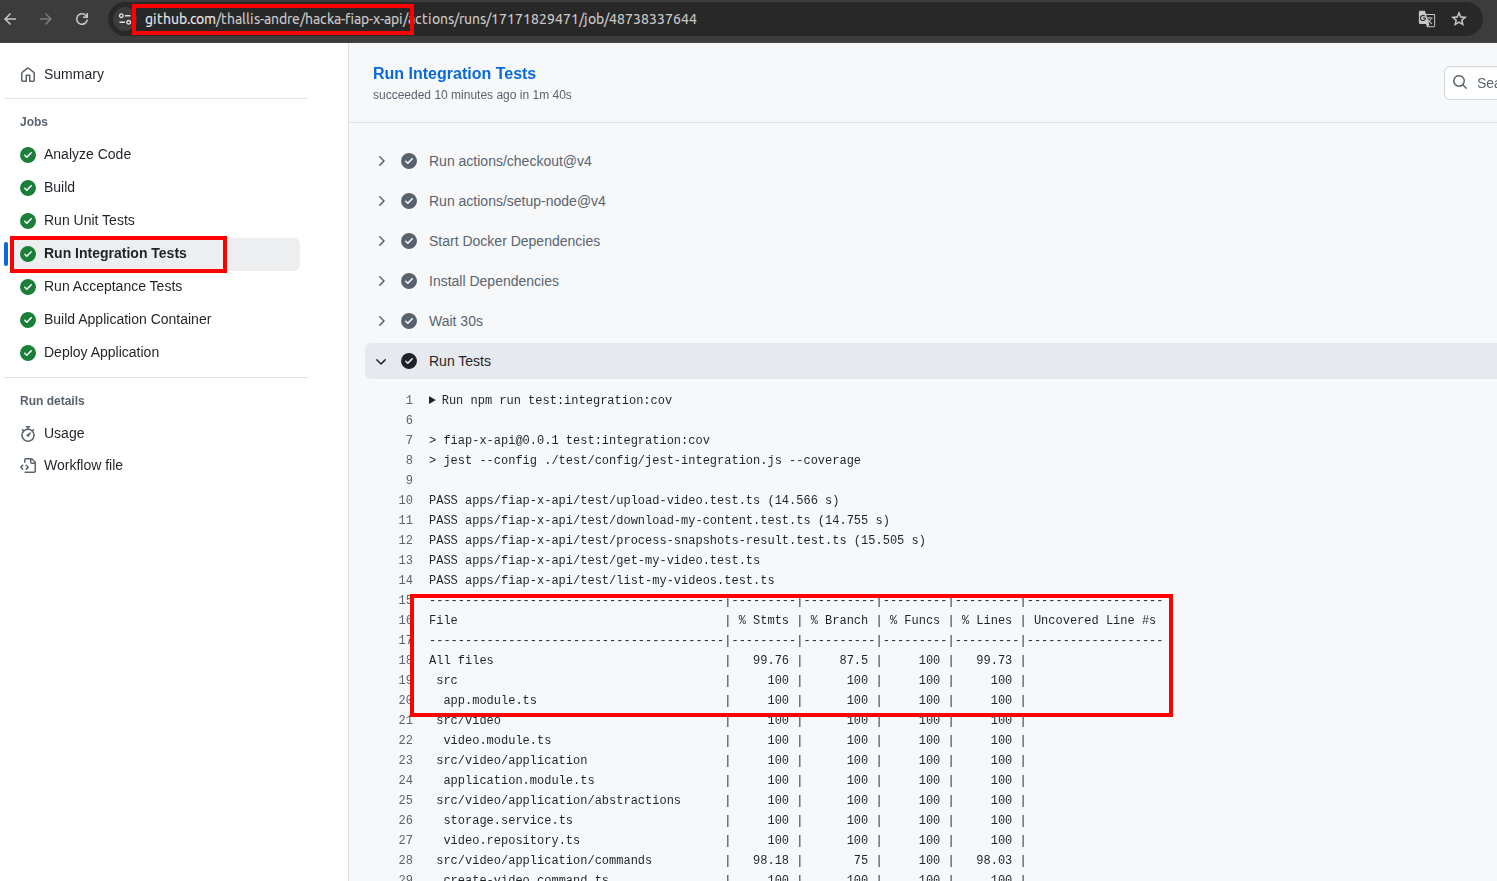 github.com/thallis-andre/hacka-fiap-x-api/actions/runs/17171829471/job/48738337644
Summary
Jobs
Analyze Code
Build
Run Unit Tests
Run Integration Tests
Run Acceptance Tests
Build Application Container
Deploy Application
Run details
Usage
Workflow file
Run Integration Tests
succeeded 10 minutes ago in 1m 40s
Sea
Run actions/checkout@v4
Run actions/setup-node@v4
Start Docker Dependencies
Install Dependencies
Wait 30s
Run Tests
1 Run npm run test:integration:cov
6
7 > fiap-x-api@0.0.1 test:integration:cov
8 > jest --config ./test/config/jest-integration.js --coverage
9
10 PASS apps/fiap-x-api/test/upload-video.test.ts (14.566 s)
11 PASS apps/fiap-x-api/test/download-my-content.test.ts (14.755 s)
12 PASS apps/fiap-x-api/test/process-snapshots-result.test.ts (15.505 s)
13 PASS apps/fiap-x-api/test/get-my-video.test.ts
14 PASS apps/fiap-x-api/test/list-my-videos.test.ts
15 -----------------------------------------|---------|----------|---------|---------|-------------------
16 File | % Stmts | % Branch | % Funcs | % Lines | Uncovered Line #s
17 -----------------------------------------|---------|----------|---------|---------|-------------------
18 All files | 99.76 | 87.5 | 100 | 99.73 |
19 src | 100 | 100 | 100 | 100 |
20 app.module.ts | 100 | 100 | 100 | 100 |
21 src/video | 100 | 100 | 100 | 100 |
22 video.module.ts | 100 | 100 | 100 | 100 |
23 src/video/application | 100 | 100 | 100 | 100 |
24 application.module.ts | 100 | 100 | 100 | 100 |
25 src/video/application/abstractions | 100 | 100 | 100 | 100 |
26 storage.service.ts | 100 | 100 | 100 | 100 |
27 video.repository.ts | 100 | 100 | 100 | 100 |
28 src/video/application/commands | 98.18 | 75 | 100 | 98.03 |
29 create-video.command.ts | 100 | 100 | 100 | 100 |